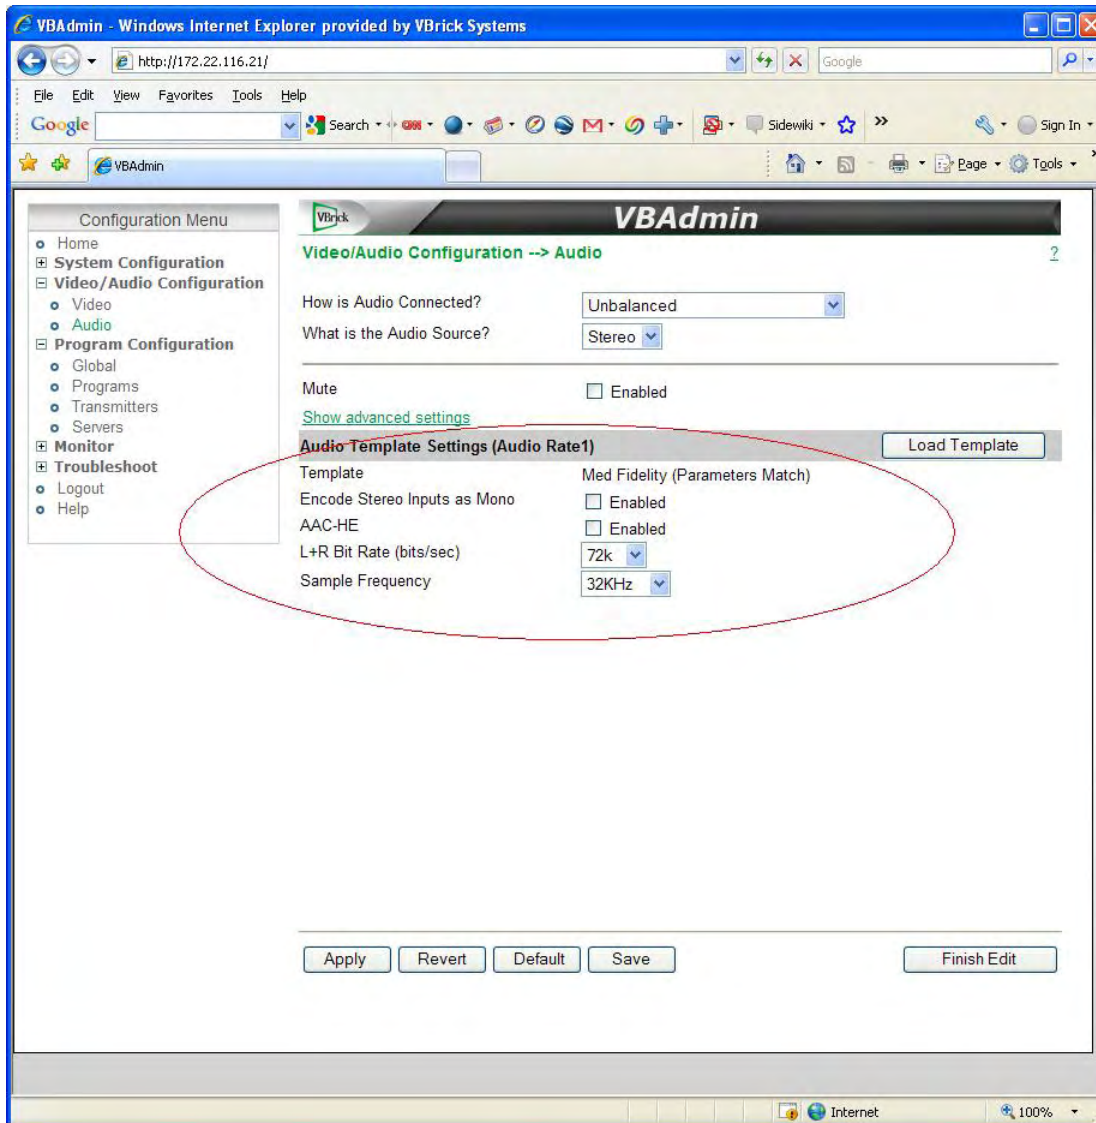 VBAdmin - Windows Internet Explorer provided by VBrick Systems
http://172.22.116.21/
Google
File Edit View Favorites Tools Help
Google Search Sidewiki » Sign In
VBAdmin Page Tools »
Configuration Menu
Home
System Configuration
Video/Audio Configuration
Video
Audio
Program Configuration
Global
Programs
Transmitters
Servers
Monitor
Troubleshoot
Logout
Help
VBrick
VBAdmin
Video/Audio Configuration --> Audio ?
How is Audio Connected? Unbalanced
What is the Audio Source? Stereo
Mute Enabled
Show advanced settings
Audio Template Settings (Audio Rate1) Load Template
Template Med Fidelity (Parameters Match)
Encode Stereo Inputs as Mono Enabled
AAC-HE Enabled
L+R Bit Rate (bits/sec) 72k
Sample Frequency 32KHz
Apply Revert Default Save Finish Edit
Internet 100%